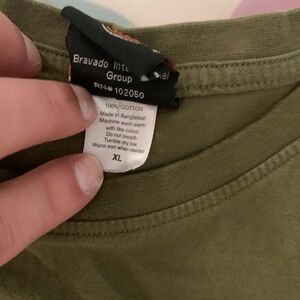 Bravado Inte
Group
RN# 102050
100% COTTON
Made in Bangladesh
Machine wash warm
with like colors
Do not bleach
Tumble dry low
Warm iron when needed
XL